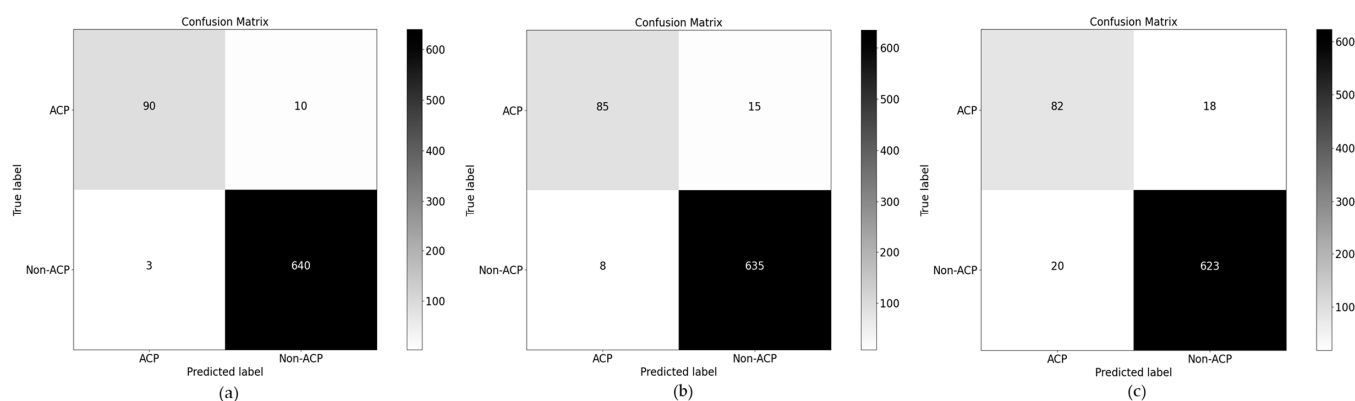 Confusion Matrix
ACP
90
10
Non-ACP
3
640
True label
ACP
Non-ACP
Predicted label
600
500
400
300
200
100
(a)
Confusion Matrix
ACP
85
15
Non-ACP
8
635
True label
ACP
Non-ACP
Predicted label
600
500
400
300
200
100
(b)
Confusion Matrix
ACP
82
18
Non-ACP
20
623
True label
ACP
Non-ACP
Predicted label
600
500
400
300
200
100
(c)